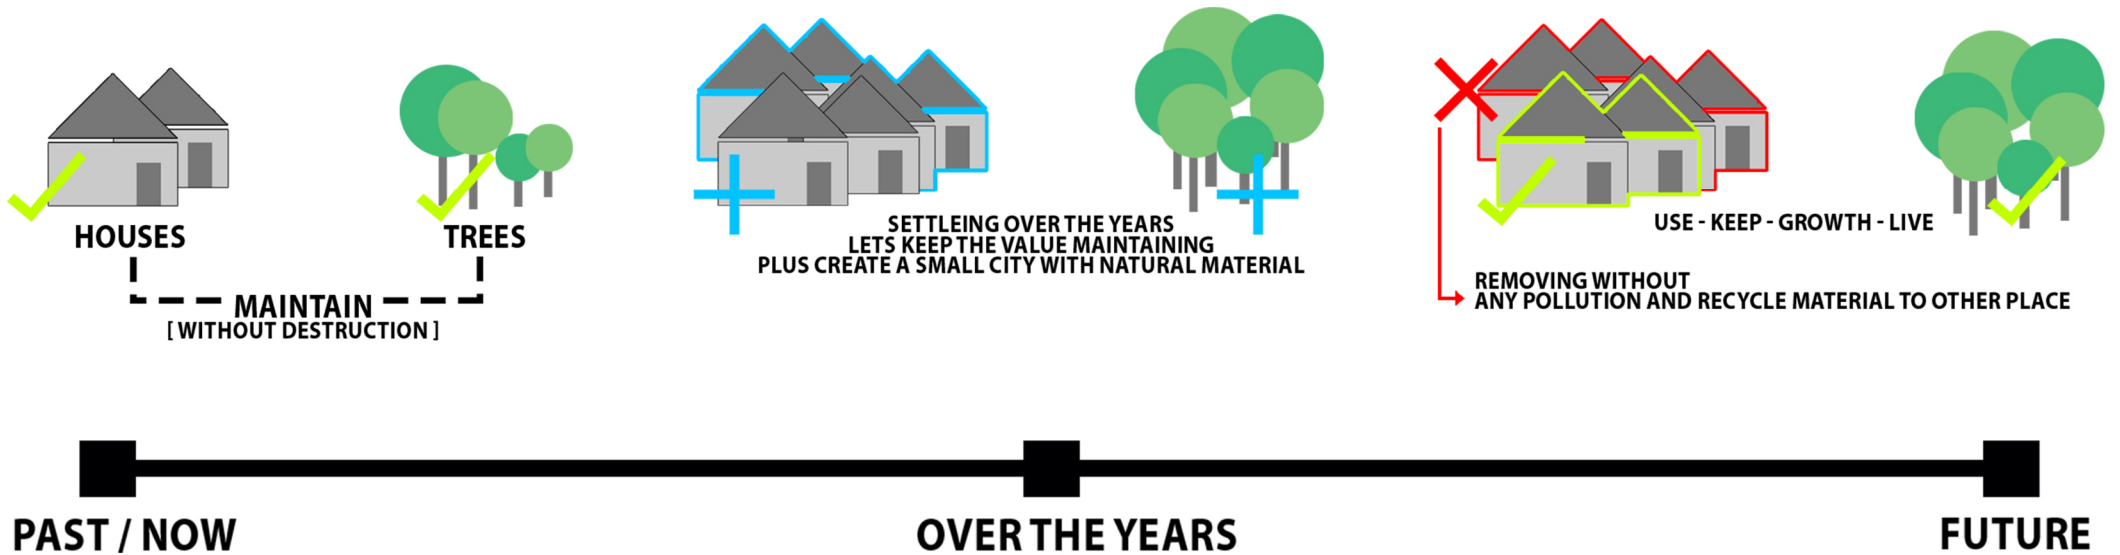 HOUSES
TREES
MAINTAIN
[ WITHOUT DESTRUCTION ]
SETTLEING OVER THE YEARS
LETS KEEP THE VALUE MAINTAINING
PLUS CREATE A SMALL CITY WITH NATURAL MATERIAL
USE - KEEP - GROWTH - LIVE
REMOVING WITHOUT
ANY POLLUTION AND RECYCLE MATERIAL TO OTHER PLACE
PAST / NOW
OVER THE YEARS
FUTURE